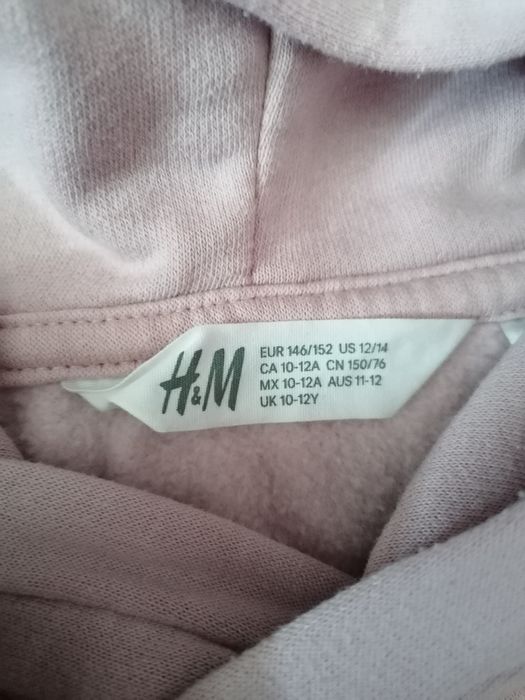 H&M
EUR 146/152 US 12/14
CA 10-12A CN 150/76
MX 10-12A AUS 11-12
UK 10-12Y